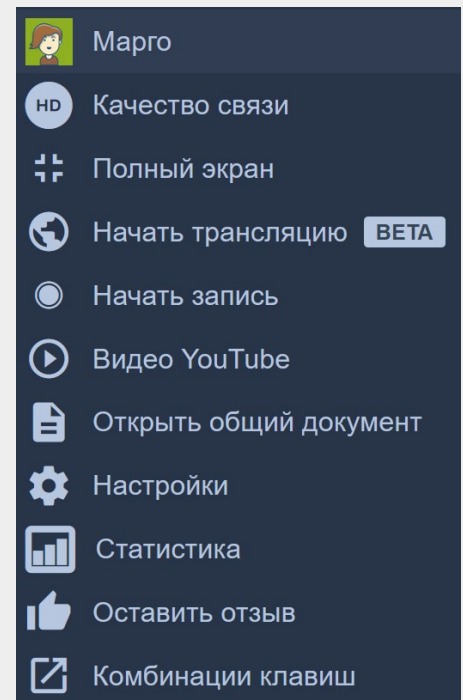 Марго
HD Качество связи
Полный экран
Начать трансляцию BETA
Начать запись
Видео YouTube
Открыть общий документ
Настройки
Статистика
Оставить отзыв
Комбинации клавиш